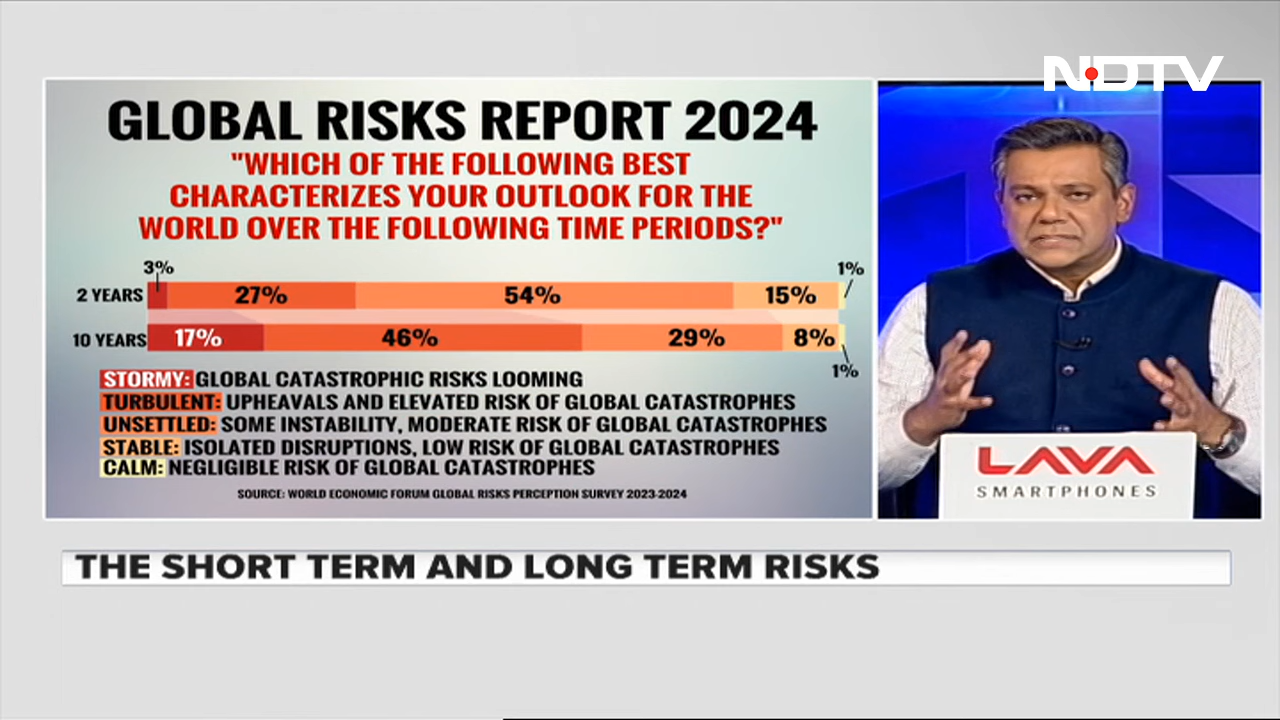 NDTV
GLOBAL RISKS REPORT 2024
"WHICH OF THE FOLLOWING BEST
CHARACTERIZES YOUR OUTLOOK FOR THE
WORLD OVER THE FOLLOWING TIME PERIODS?"
3% 1%
2 YEARS 27% 54% 15%
10 YEARS 17% 46% 29% 8%
1%
STORMY: GLOBAL CATASTROPHIC RISKS LOOMING
TURBULENT: UPHEAVALS AND ELEVATED RISK OF GLOBAL CATASTROPHES
UNSETTLED: SOME INSTABILITY, MODERATE RISK OF GLOBAL CATASTROPHES
STABLE: ISOLATED DISRUPTIONS, LOW RISK OF GLOBAL CATASTROPHES
CALM: NEGLIGIBLE RISK OF GLOBAL CATASTROPHES
SOURCE: WORLD ECONOMIC FORUM GLOBAL RISKS PERCEPTION SURVEY 2023-2024
LAVA
SMARTPHONES
THE SHORT TERM AND LONG TERM RISKS